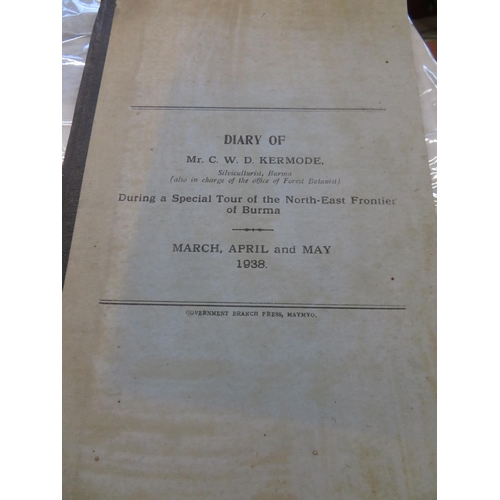 DIARY OF
Mr. C. W. D. KERMODE,
Silviculturist, Burma
(also in charge of the office of Forest Botanist)
During a Special Tour of the North-East Frontier
of Burma
MARCH, APRIL and MAY
1938.
GOVERNMENT BRANCH PRESS, MAYMYO.